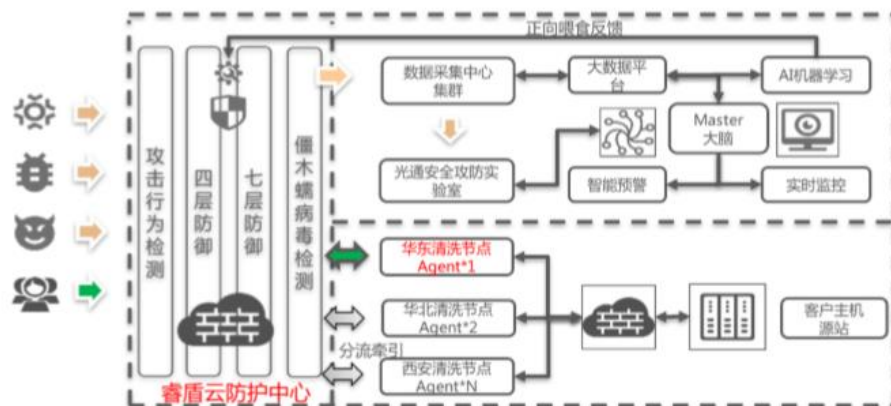 正向喂食反馈
攻击行为检测
四层防御
七层防御
僵木蠕病毒检测
数据采集中心
集群
大数据平
台
AI机器学习
Master
大脑
光通安全攻防实
验室
智能预警
实时监控
华东清洗节点
Agent*1
华北清洗节点
Agent*2
分流牵引
西安清洗节点
Agent*N
客户主机
源站
睿盾云防护中心